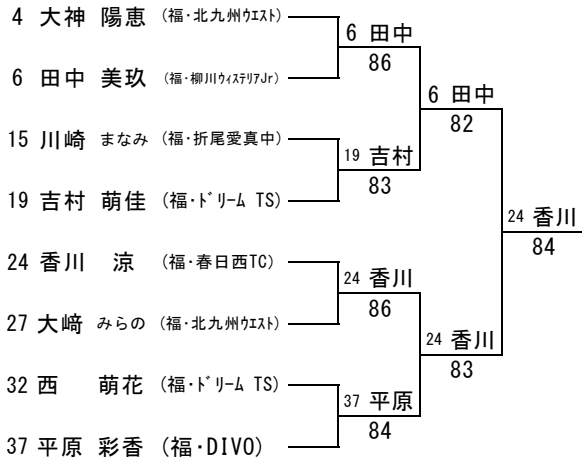 4 大神 陽恵 (福･北九州ｳｴｽﾄ)
6 田中
86
6 田中 美玖 (福･柳川ｳｨｽﾃﾘｱJr)
6 田中
82
15 川崎 まなみ (福･折尾愛真中)
19 吉村
83
19 吉村 萌佳 (福･ﾄﾞﾘｰﾑ TS)
24 香川
84
24 香川 涼 (福･春日西TC)
24 香川
86
27 大﨑 みらの (福･北九州ｳｴｽﾄ)
24 香川
83
32 西 萌花 (福･ﾄﾞﾘｰﾑ TS)
37 平原
84
37 平原 彩香 (福･DIVO)